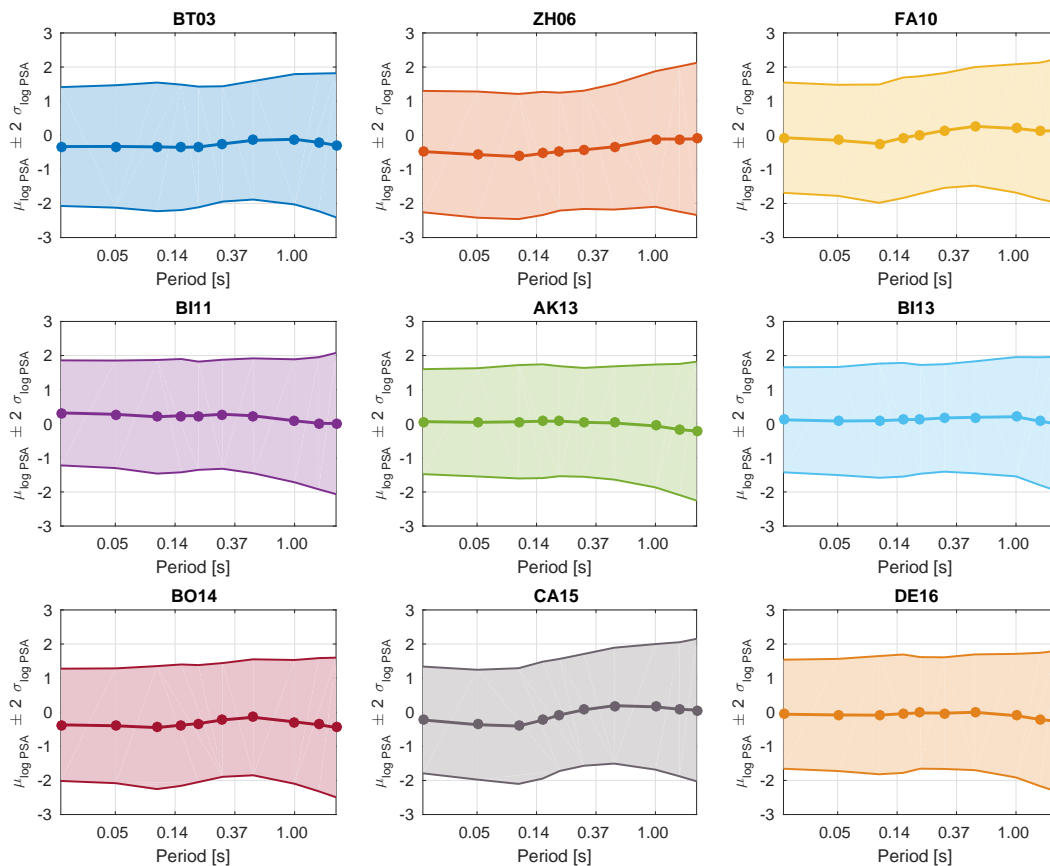 BT03
3
2
1
0
-1
-2
-3
μlog PSA ± 2 σlog PSA
0.05 0.14 0.37 1.00
Period [s]
ZH06
3
2
1
0
-1
-2
-3
μlog PSA ± 2 σlog PSA
0.05 0.14 0.37 1.00
Period [s]
FA10
3
2
1
0
-1
-2
-3
μlog PSA ± 2 σlog PSA
0.05 0.14 0.37 1.00
Period [s]
BI11
3
2
1
0
-1
-2
-3
μlog PSA ± 2 σlog PSA
0.05 0.14 0.37 1.00
Period [s]
AK13
3
2
1
0
-1
-2
-3
μlog PSA ± 2 σlog PSA
0.05 0.14 0.37 1.00
Period [s]
BI13
3
2
1
0
-1
-2
-3
μlog PSA ± 2 σlog PSA
0.05 0.14 0.37 1.00
Period [s]
BO14
3
2
1
0
-1
-2
-3
μlog PSA ± 2 σlog PSA
0.05 0.14 0.37 1.00
Period [s]
CA15
3
2
1
0
-1
-2
-3
μlog PSA ± 2 σlog PSA
0.05 0.14 0.37 1.00
Period [s]
DE16
3
2
1
0
-1
-2
-3
μlog PSA ± 2 σlog PSA
0.05 0.14 0.37 1.00
Period [s]